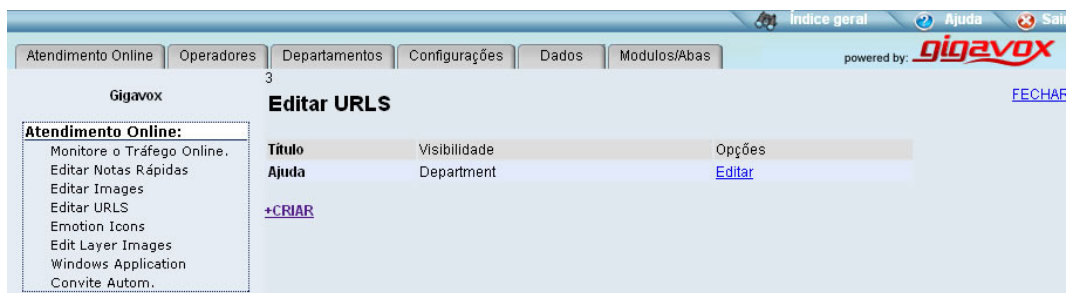 Índice geral Ajuda Sair
Atendimento Online Operadores Departamentos Configurações Dados Modulos/Abas powered by: gigavox
3
Gigavox
Editar URLS
FECHAR
Atendimento Online:
Monitore o Tráfego Online.
Título Visibilidade Opções
Editar Notas Rápidas
Ajuda Department Editar
Editar Images
Editar URLS
+CRIAR
Emotion Icons
Edit Layer Images
Windows Application
Convite Autom.